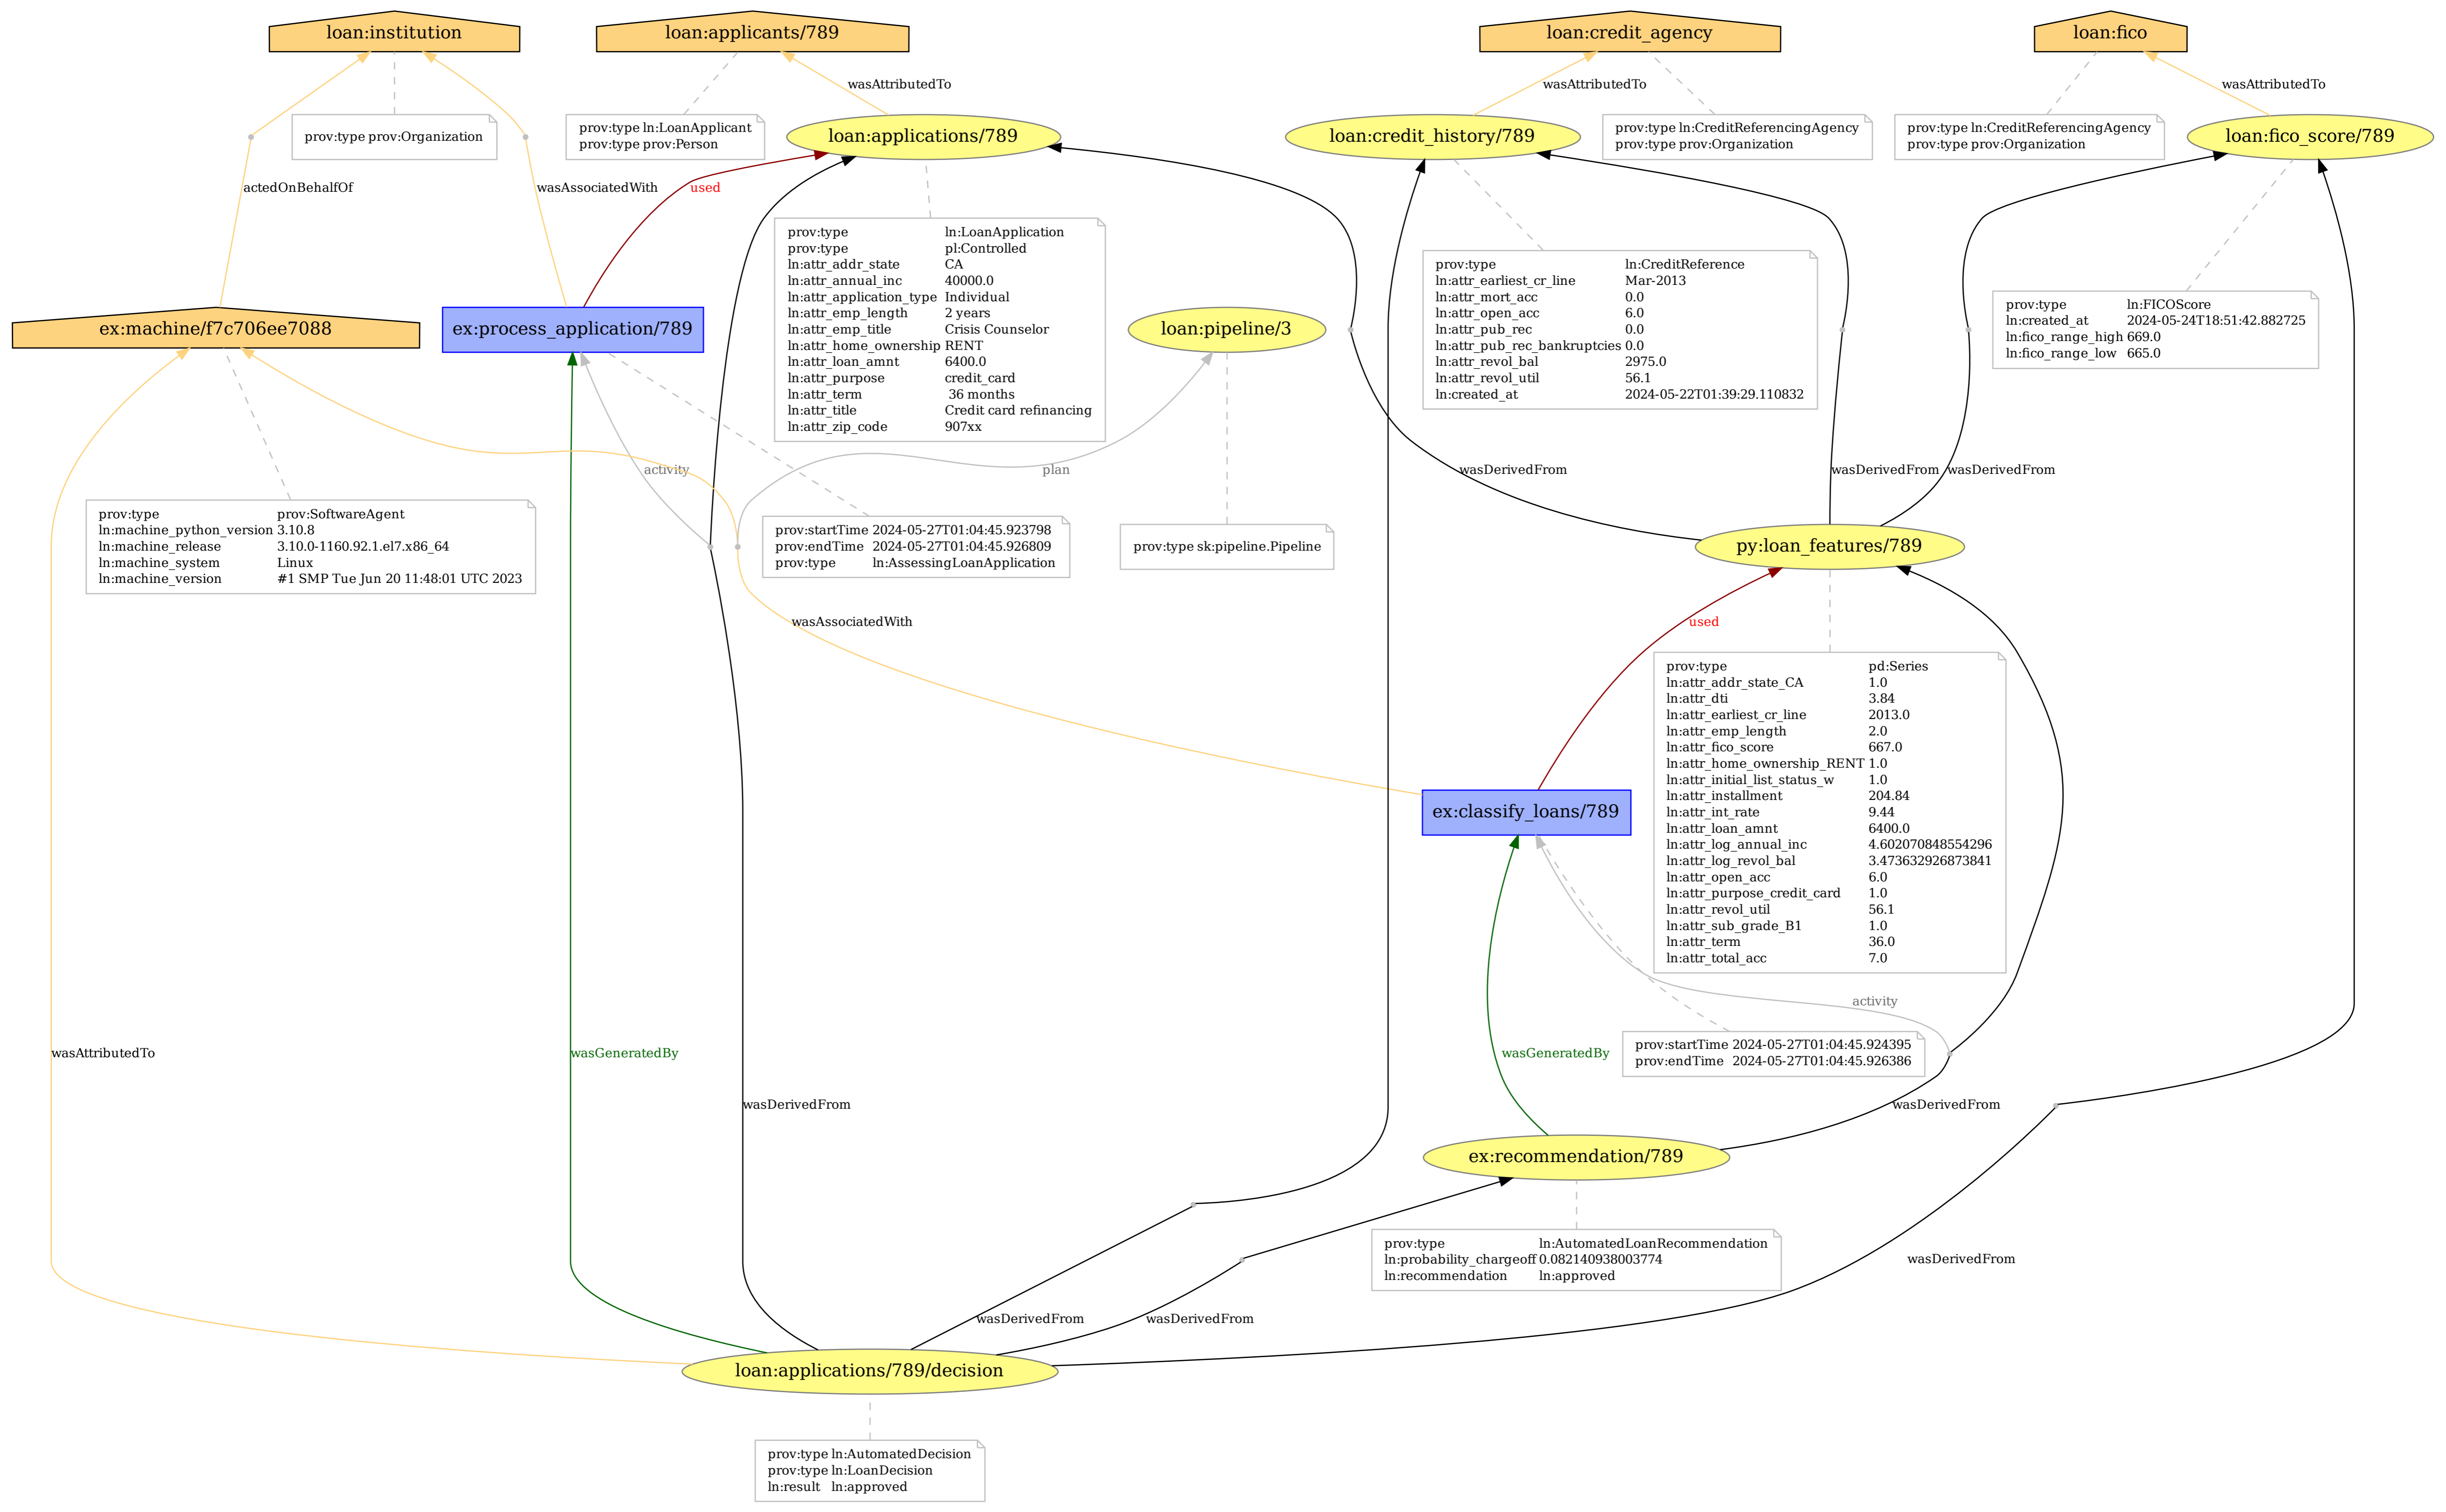 loan:institution
loan:applicants/789
loan:credit_agency
loan:fico
wasAttributedTo
wasAttributedTo
wasAttributedTo
prov:type prov:Organization
prov:type ln:LoanApplicant
prov:type prov:Person
loan:applications/789
loan:credit_history/789
prov:type ln:CreditReferencingAgency
prov:type prov:Organization
prov:type ln:CreditReferencingAgency
prov:type prov:Organization
loan:fico_score/789
actedOnBehalfOf
wasAssociatedWith
used
prov:type ln:LoanApplication
prov:type pl:Controlled
ln:attr_addr_state CA
ln:attr_annual_inc 40000.0
ln:attr_application_type Individual
ln:attr_emp_length 2 years
ln:attr_emp_title Crisis Counselor
ln:attr_home_ownership RENT
ln:attr_loan_amnt 6400.0
ln:attr_purpose credit_card
ln:attr_term 36 months
ln:attr_title Credit card refinancing
ln:attr_zip_code 907xx
prov:type ln:CreditReference
ln:attr_earliest_cr_line Mar-2013
ln:attr_mort_acc 0.0
ln:attr_open_acc 6.0
ln:attr_pub_rec 0.0
ln:attr_pub_rec_bankruptcies 0.0
ln:attr_revol_bal 2975.0
ln:attr_revol_util 56.1
ln:created_at 2024-05-22T01:39:29.110832
prov:type ln:FICOScore
ln:created_at 2024-05-24T18:51:42.882725
ln:fico_range_high 669.0
ln:fico_range_low 665.0
ex:machine/f7c706ee7088
ex:process_application/789
loan:pipeline/3
activity
plan
wasDerivedFrom
wasDerivedFrom
wasDerivedFrom
prov:type prov:SoftwareAgent
ln:machine_python_version 3.10.8
ln:machine_release 3.10.0-1160.92.1.el7.x86_64
ln:machine_system Linux
ln:machine_version #1 SMP Tue Jun 20 11:48:01 UTC 2023
prov:startTime 2024-05-27T01:04:45.923798
prov:endTime 2024-05-27T01:04:45.926809
prov:type ln:AssessingLoanApplication
prov:type sk:pipeline.Pipeline
py:loan_features/789
wasAssociatedWith
used
prov:type pd:Series
ln:attr_addr_state_CA 1.0
ln:attr_dti 3.84
ln:attr_earliest_cr_line 2013.0
ln:attr_emp_length 2.0
ln:attr_fico_score 667.0
ln:attr_home_ownership_RENT 1.0
ln:attr_initial_list_status_w 1.0
ln:attr_installment 204.84
ln:attr_int_rate 9.44
ln:attr_loan_amnt 6400.0
ln:attr_log_annual_inc 4.602070848554296
ln:attr_log_revol_bal 3.473632926873841
ln:attr_open_acc 6.0
ln:attr_purpose_credit_card 1.0
ln:attr_revol_util 56.1
ln:attr_sub_grade_B1 1.0
ln:attr_term 36.0
ln:attr_total_acc 7.0
ex:classify_loans/789
activity
wasAttributedTo
wasGeneratedBy
wasGeneratedBy
prov:startTime 2024-05-27T01:04:45.924395
prov:endTime 2024-05-27T01:04:45.926386
wasDerivedFrom
wasDerivedFrom
ex:recommendation/789
prov:type ln:AutomatedLoanRecommendation
ln:probability_chargeoff 0.082140938003774
ln:recommendation ln:approved
wasDerivedFrom
wasDerivedFrom
wasDerivedFrom
loan:applications/789/decision
prov:type ln:AutomatedDecision
prov:type ln:LoanDecision
ln:result ln:approved